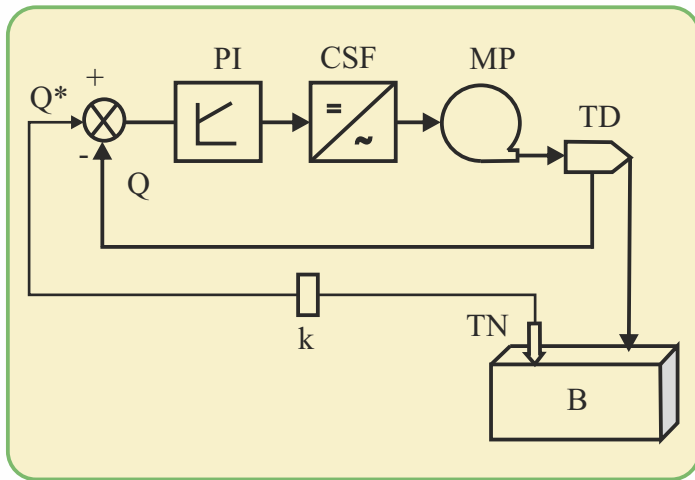 PI
CSF
MP
+
Q*
TD
-
Q
=
~
TN
k
B